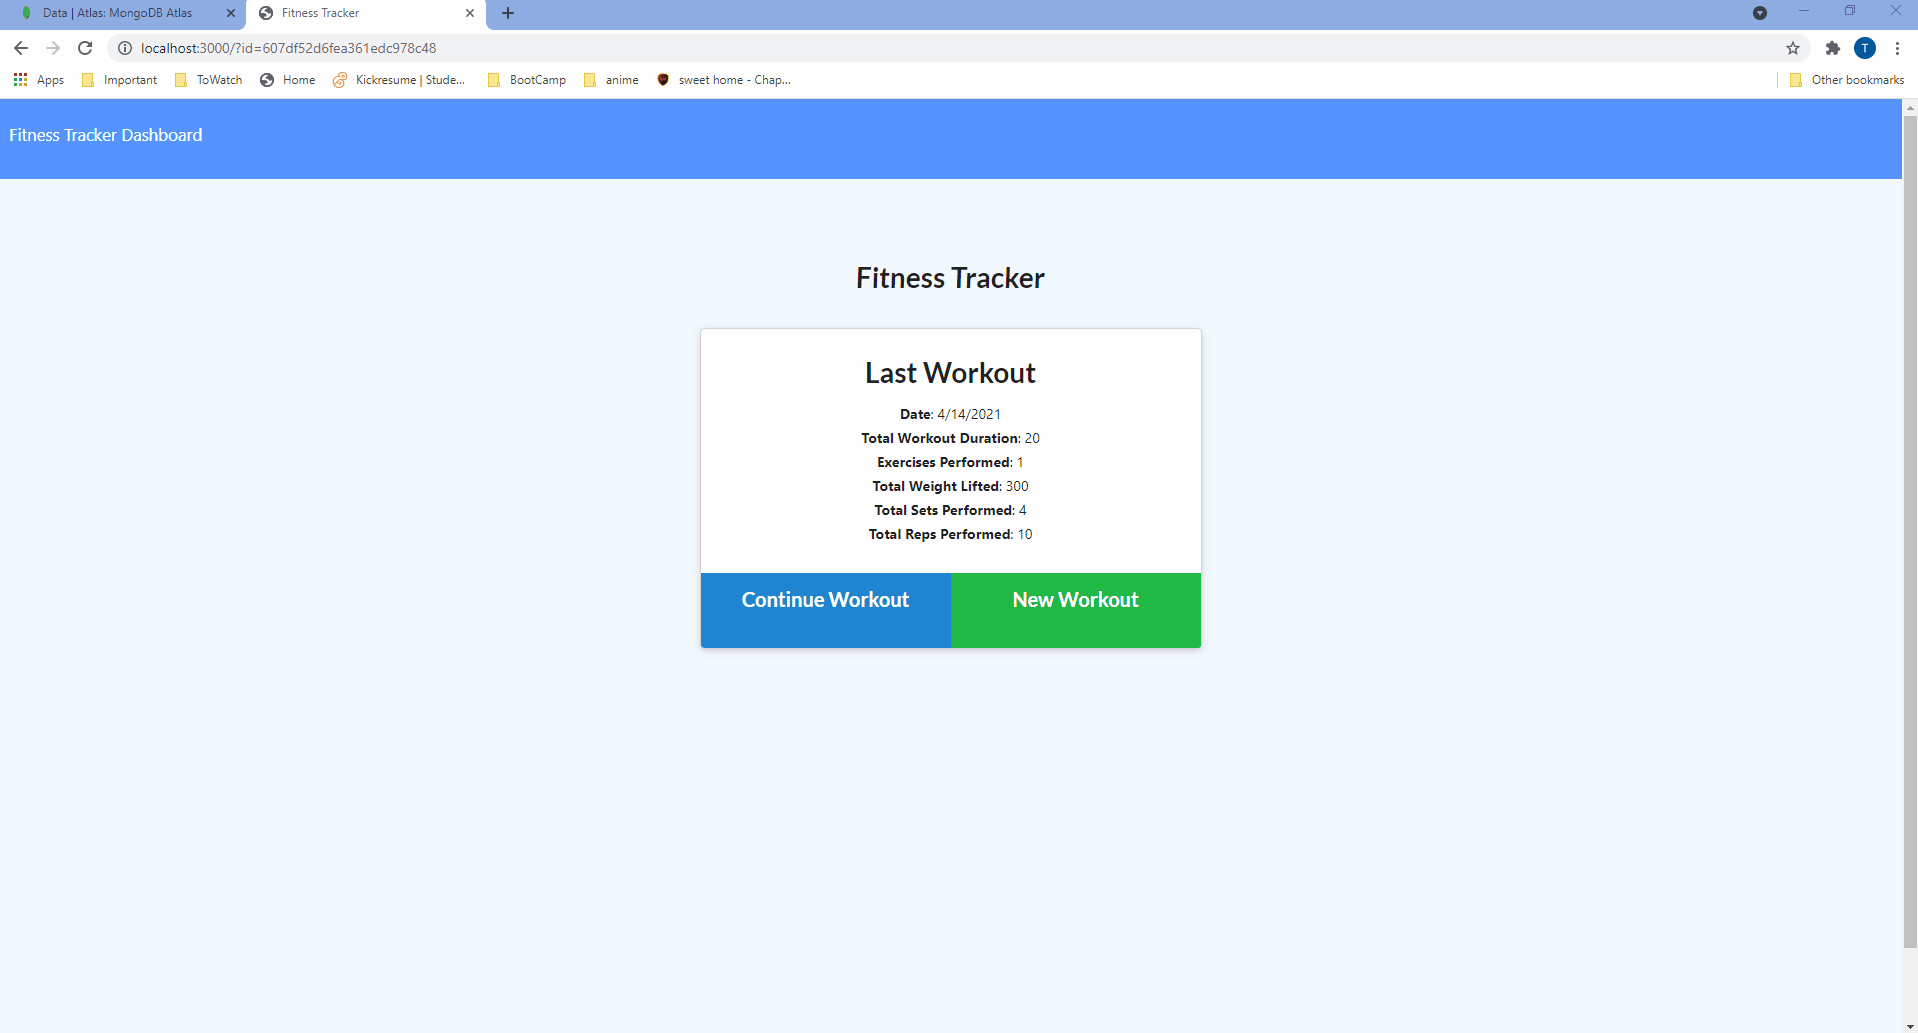 Data | Atlas: MongoDB Atlas
Fitness Tracker
localhost:3000/?id=607df52d6fea361edc978c48
T
Apps
Important
ToWatch
Home
Kickresume | Stude...
BootCamp
anime
sweet home - Chap...
Other bookmarks
Fitness Tracker Dashboard
Fitness Tracker
Last Workout
Date: 4/14/2021
Total Workout Duration: 20
Exercises Performed: 1
Total Weight Lifted: 300
Total Sets Performed: 4
Total Reps Performed: 10
Continue Workout
New Workout